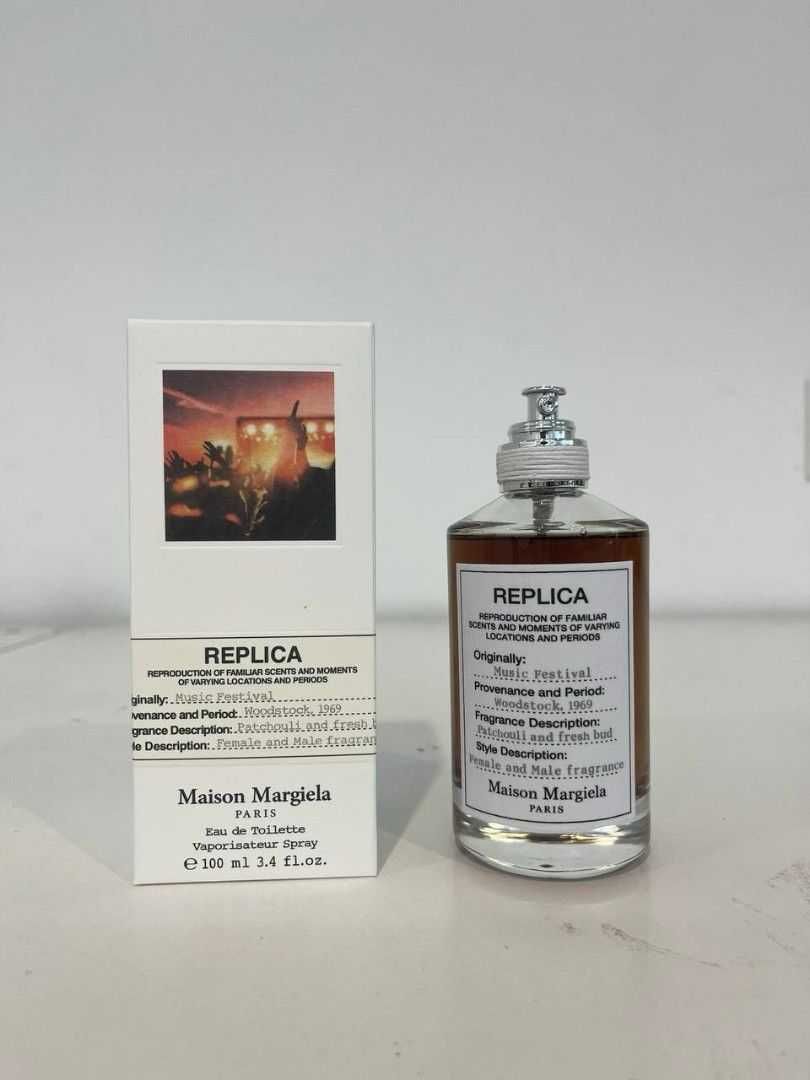 REPLICA
REPRODUCTION OF FAMILIAR SCENTS AND MOMENTS
OF VARYING LOCATIONS AND PERIODS
ginally: Music Festival
venance and Period: Woodstock, 1969
grance Description: Patchouli and fresh bu
le Description: Female and Male fragran
Maison Margiela
PARIS
Eau de Toilette
Vaporisateur Spray
℮ 100 ml 3.4 fl.oz.
REPLICA
REPRODUCTION OF FAMILIAR
SCENTS AND MOMENTS OF VARYING
LOCATIONS AND PERIODS
Originally:
Music Festival
Provenance and Period:
Woodstock, 1969
Fragrance Description:
Patchouli and fresh bud
Style Description:
Female and Male fragrance
Maison Margiela
PARIS